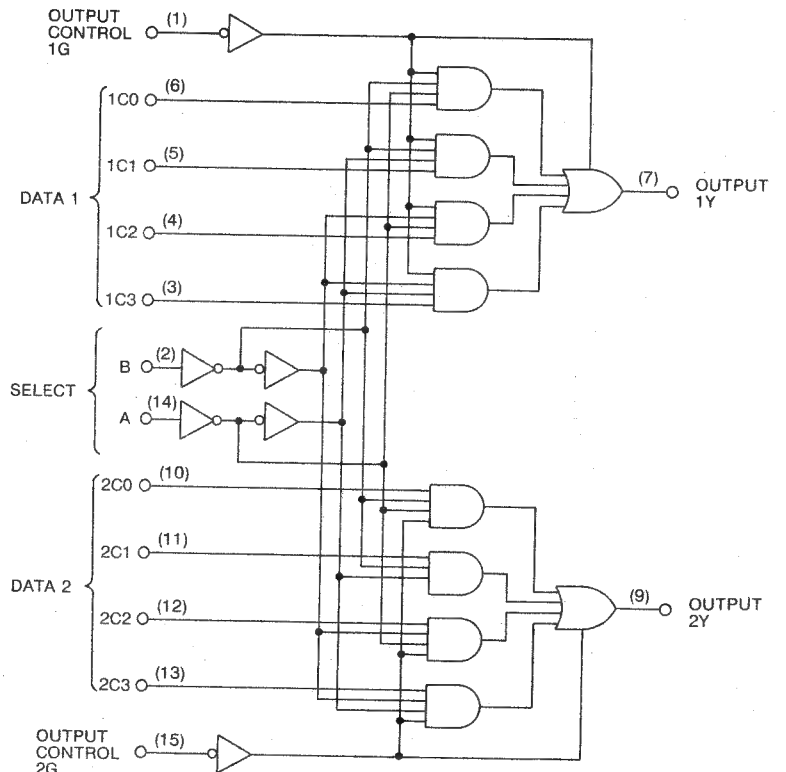 OUTPUT
CONTROL
1G
(1)
1C0
(6)
1C1
(5)
DATA 1
1C2
(4)
1C3
(3)
(7)
OUTPUT
1Y
B
(2)
SELECT
A
(14)
2C0
(10)
2C1
(11)
DATA 2
2C2
(12)
2C3
(13)
(9)
OUTPUT
2Y
OUTPUT
CONTROL
2G
(15)